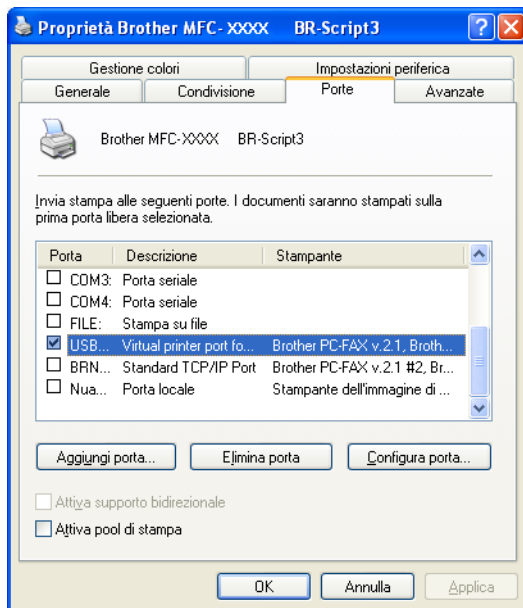 Proprietà Brother MFC- XXXX BR-Script3
Gestione colori Impostazioni periferica
Generale Condivisione Porte Avanzate
Brother MFC-XXXX BR-Script3
Invia stampa alle seguenti porte. I documenti saranno stampati sulla
prima porta libera selezionata.
Porta Descrizione Stampante
COM3: Porta seriale
COM4: Porta seriale
FILE: Stampa su file
USB... Virtual printer port fo... Brother PC-FAX v.2.1, Broth...
BRN... Standard TCP/IP Port Brother PC-FAX v.2.1 #2, Br...
Nua... Porta locale Stampante dell'immagine di ...
Aggiungi porta... Elimina porta Configura porta...
Attiva supporto bidirezionale
Attiva pool di stampa
OK Annulla Applica